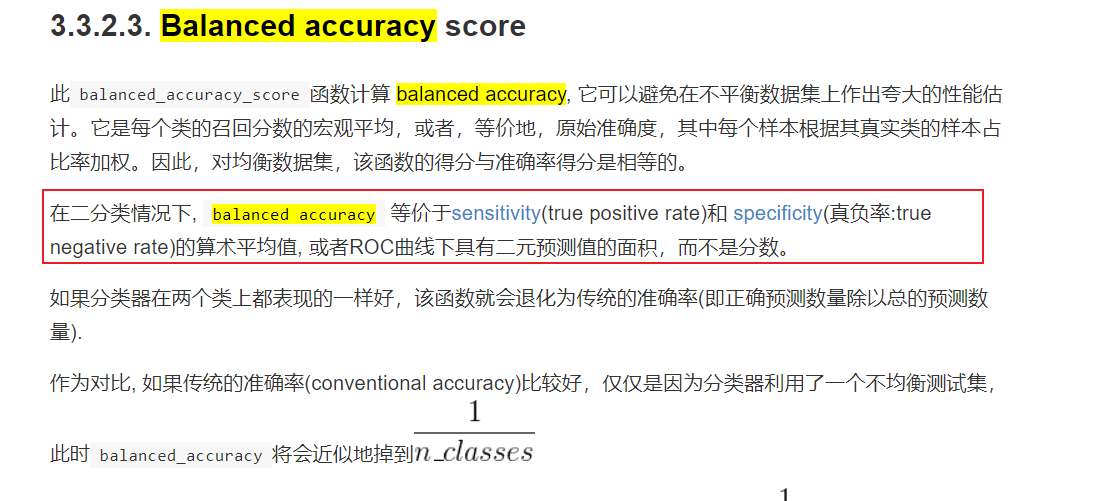 3.3.2.3. Balanced accuracy score
此 balanced_accuracy_score 函数计算 balanced accuracy, 它可以避免在不平衡数据集上作出夸大的性能估
计。它是每个类的召回分数的宏观平均，或者，等价地，原始准确度，其中每个样本根据其真实类的样本占
比率加权。因此，对均衡数据集，该函数的得分与准确率得分是相等的。
在二分类情况下, balanced accuracy 等价于sensitivity(true positive rate)和 specificity(真负率:true
negative rate)的算术平均值, 或者ROC曲线下具有二元预测值的面积，而不是分数。
如果分类器在两个类上都表现的一样好，该函数就会退化为传统的准确率(即正确预测数量除以总的预测数
量).
作为对比, 如果传统的准确率(conventional accuracy)比较好，仅仅是因为分类器利用了一个不均衡测试集，
1
此时 balanced_accuracy 将会近似地掉到
n_classes
1